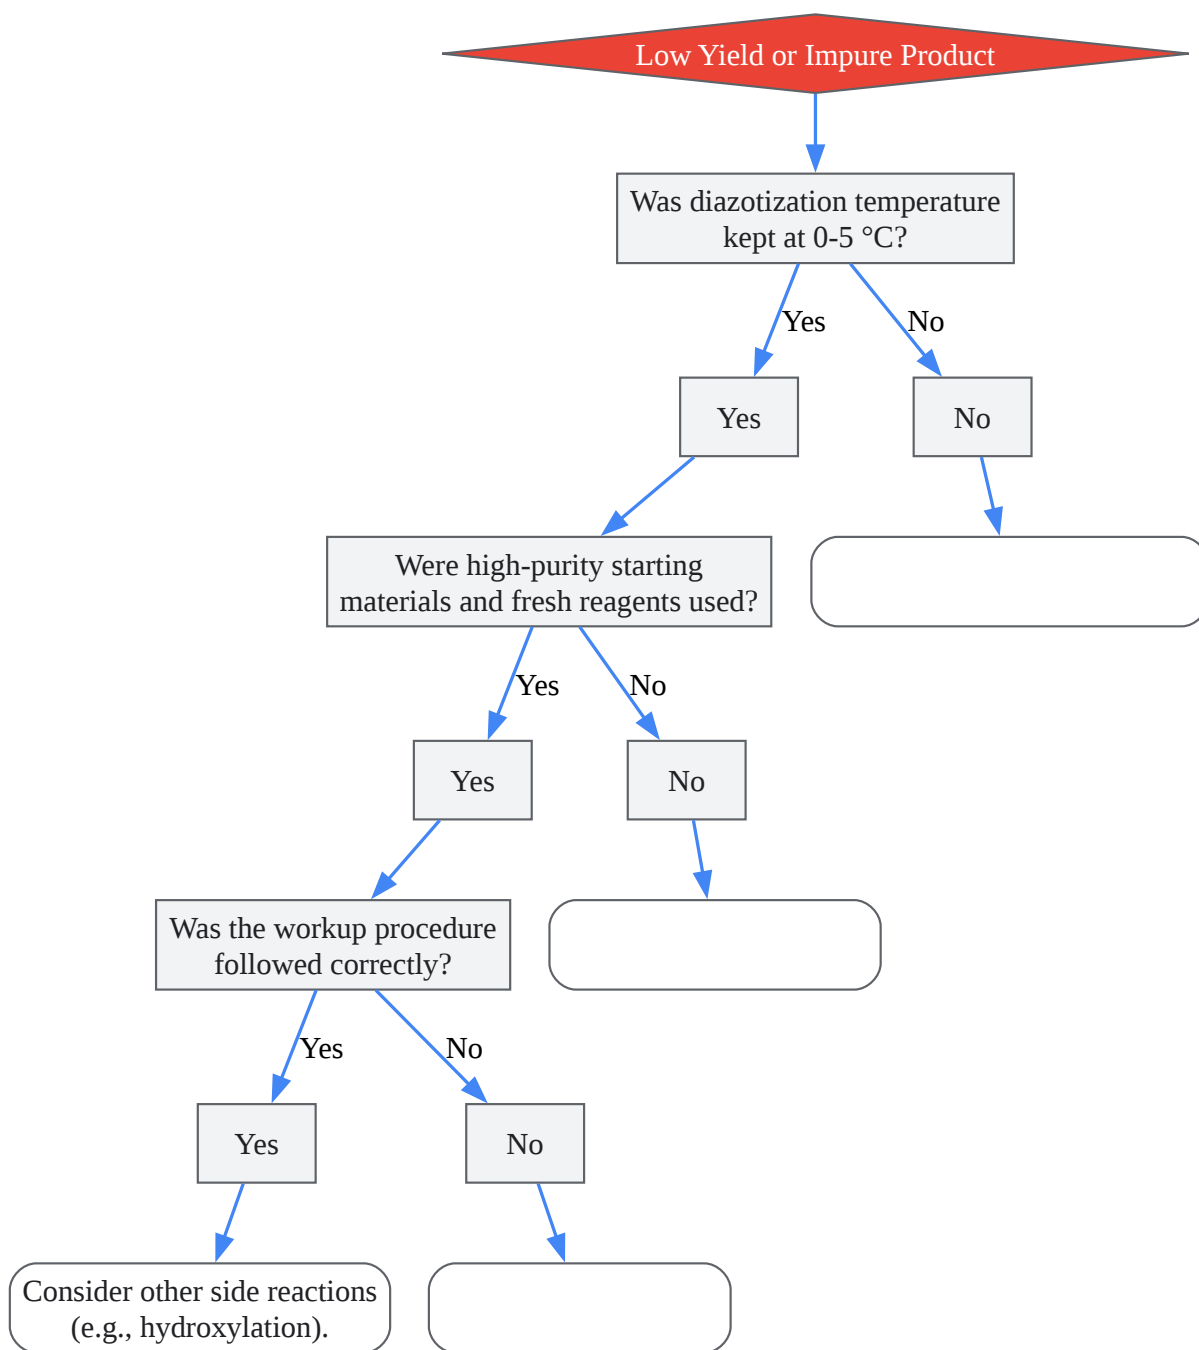 Low Yield or Impure Product
Was diazotization temperature
kept at 0-5 °C?
Yes
No
Yes
No
Were high-purity starting
materials and fresh reagents used?
Yes
No
Yes
No
Was the workup procedure
followed correctly?
Yes
No
Yes
No
Consider other side reactions
(e.g., hydroxylation).